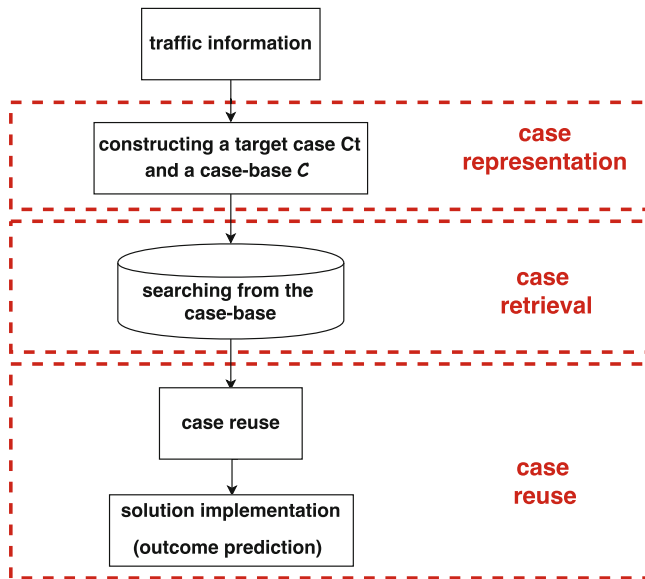 traffic information
constructing a target case Ct
and a case-base C
case
representation
searching from the
case-base
case
retrieval
case reuse
case
reuse
solution implementation
(outcome prediction)